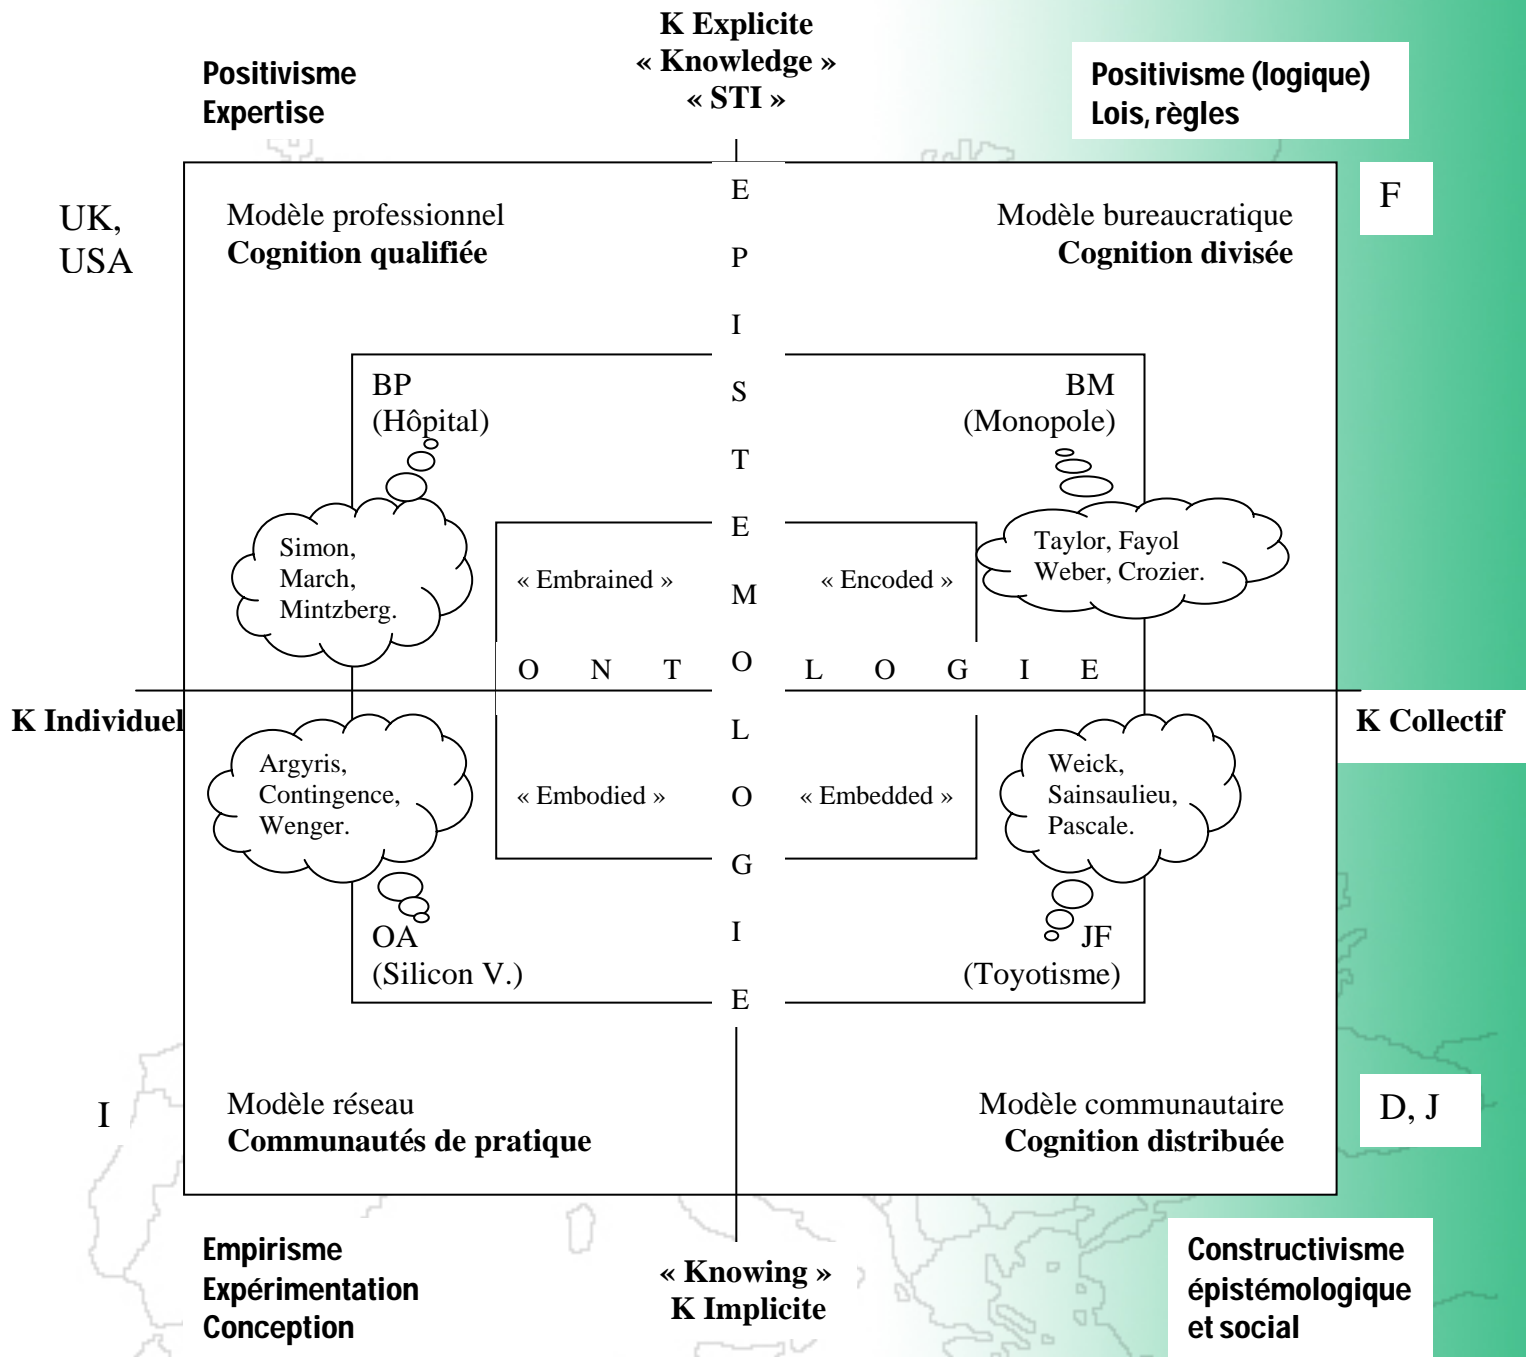 K Explicite
« Knowledge »
« STI »
Positivisme
Expertise
Positivisme (logique)
Lois, règles
UK,
USA
F
Modèle professionnel
Cognition qualifiée
Modèle bureaucratique
Cognition divisée
E
P
I
S
T
E
M
O
L
O
G
I
E
BP
(Hôpital)
BM
(Monopole)
Simon,
March,
Mintzberg.
Taylor, Fayol
Weber, Crozier.
« Embrained »
« Encoded »
O N T O L O G I E
K Individuel
K Collectif
Argyris,
Contingence,
Wenger.
« Embodied »
« Embedded »
Weick,
Sainsaulieu,
Pascale.
OA
(Silicon V.)
JF
(Toyotisme)
I
Modèle réseau
Communautés de pratique
Modèle communautaire
Cognition distribuée
D, J
Empirisme
Expérimentation
Conception
« Knowing »
K Implicite
Constructivisme
épistémologique
et social